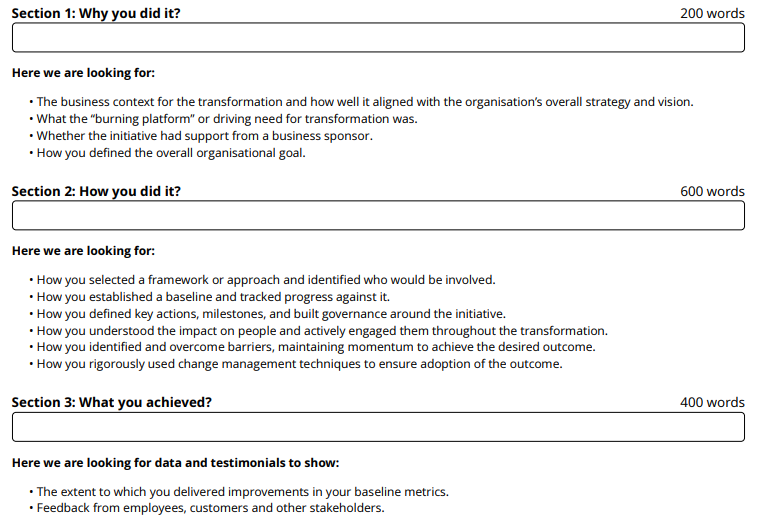 Section 1: Why you did it? 200 words
Here we are looking for:
• The business context for the transformation and how well it aligned with the organisation's overall strategy and vision.
• What the “burning platform” or driving need for transformation was.
• Whether the initiative had support from a business sponsor.
• How you defined the overall organisational goal.
Section 2: How you did it? 600 words
Here we are looking for:
• How you selected a framework or approach and identified who would be involved.
• How you established a baseline and tracked progress against it.
• How you defined key actions, milestones, and built governance around the initiative.
• How you understood the impact on people and actively engaged them throughout the transformation.
• How you identified and overcome barriers, maintaining momentum to achieve the desired outcome.
• How you rigorously used change management techniques to ensure adoption of the outcome.
Section 3: What you achieved? 400 words
Here we are looking for data and testimonials to show:
• The extent to which you delivered improvements in your baseline metrics.
• Feedback from employees, customers and other stakeholders.